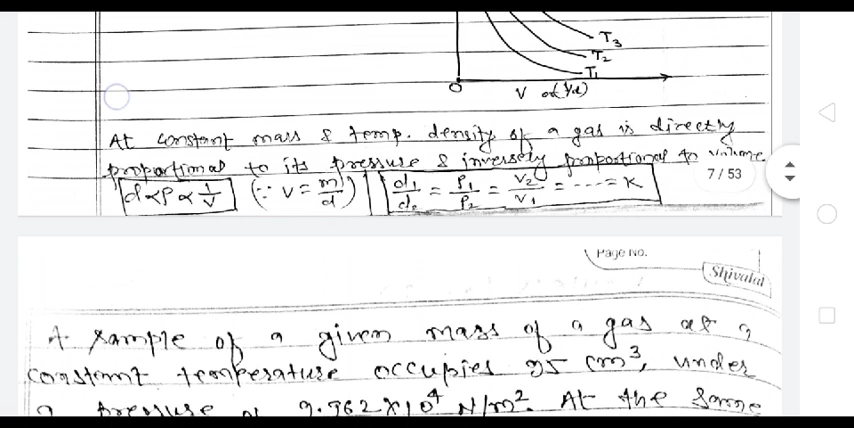 T3
T2
T1
O
V or (1/d)
At constant mass & temp. density of a gas is directly
proportional to its pressure & inversely proportional to volume
7 / 53
d∝P∝1/V (∵ V = m/d) d1/d2 = P1/P2 = V2/V1 = ---- = K
Page No.
Shivalal
A sample of a given mass of a gas at a
constant temperature occupies 95 cm³, under
a pressure of 9.962×10⁴ N/m². At the same